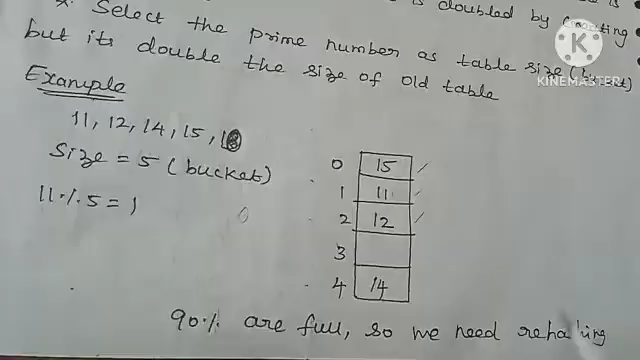 is doubled by creating
* Select the prime number as table size (bucket)
but its double the size of old table
Example
11, 12, 14, 15,
Size = 5 (bucket)
11 % 5 = 1
0 15
1 11
2 12
3
4 14
90% are full, so we need
KINEMASTER